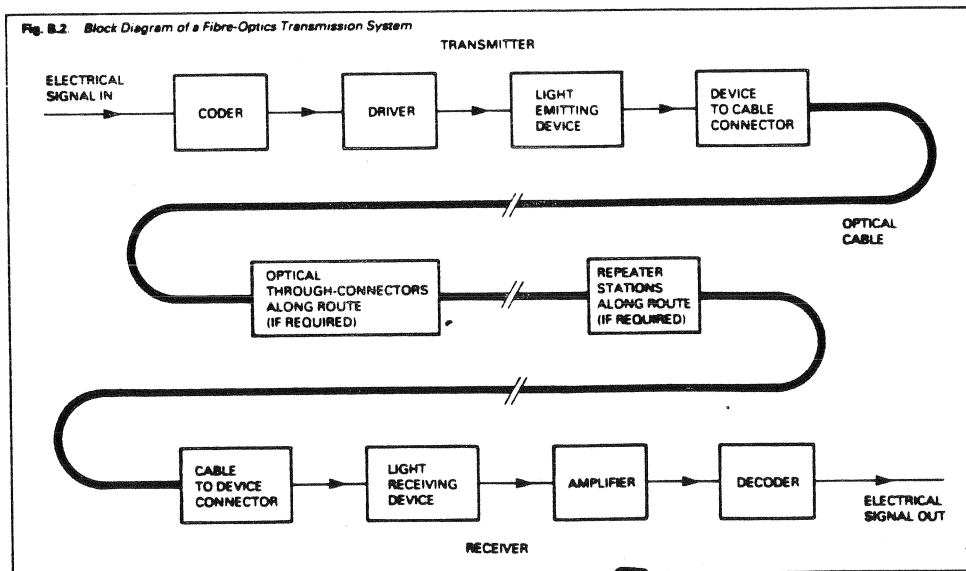 Fig. B.2. Block Diagram of a Fibre-Optics Transmission System
TRANSMITTER
ELECTRICAL
SIGNAL IN
CODER
DRIVER
LIGHT
EMITTING
DEVICE
DEVICE
TO CABLE
CONNECTOR
OPTICAL
CABLE
OPTICAL
THROUGH-CONNECTORS
ALONG ROUTE
(IF REQUIRED)
REPEATER
STATIONS
ALONG ROUTE
(IF REQUIRED)
CABLE
TO DEVICE
CONNECTOR
LIGHT
RECEIVING
DEVICE
AMPLIFIER
DECODER
ELECTRICAL
SIGNAL OUT
RECEIVER